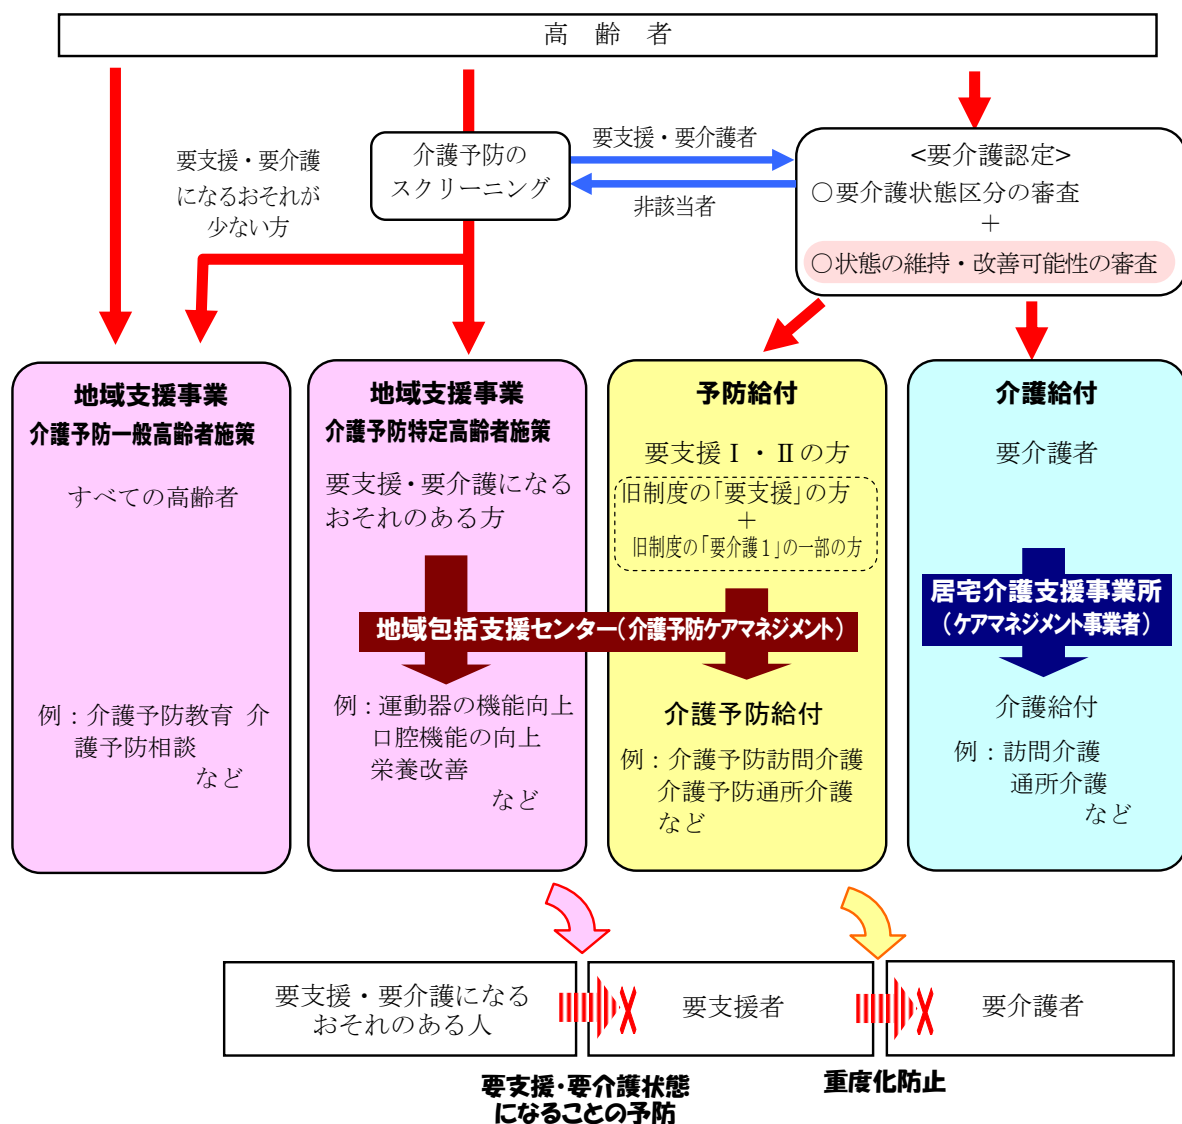 高 齢 者
要支援・要介護
になるおそれが
少ない方
介護予防の
スクリーニング
要支援・要介護者
非該当者
<要介護認定>
○要介護状態区分の審査
+
○状態の維持・改善可能性の審査
地域支援事業
介護予防一般高齢者施策
すべての高齢者
例：介護予防教育 介
護予防相談
など
地域支援事業
介護予防特定高齢者施策
要支援・要介護になる
おそれのある方
予防給付
要支援Ⅰ・Ⅱの方
旧制度の「要支援」の方
+
旧制度の「要介護１」の一部の方
介護給付
要介護者
地域包括支援センター（介護予防ケアマネジメント）
居宅介護支援事業所
（ケアマネジメント事業者）
例：運動器の機能向上
口腔機能の向上
栄養改善
など
介護予防給付
例：介護予防訪問介護
介護予防通所介護
など
介護給付
例：訪問介護
通所介護
など
要支援・要介護になる
おそれのある人
要支援者
要介護者
要支援・要介護状態
になることの予防
重度化防止